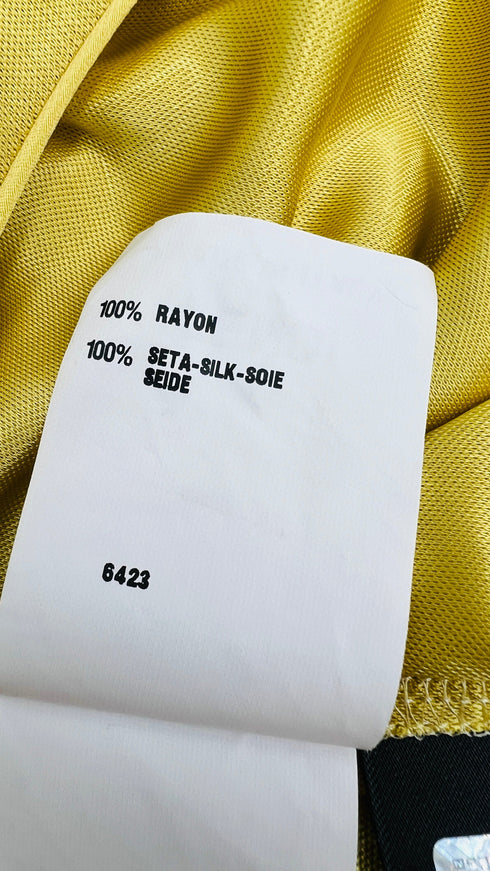 100% RAYON
100% SETA-SILK-SOIE
SEIDE
6423